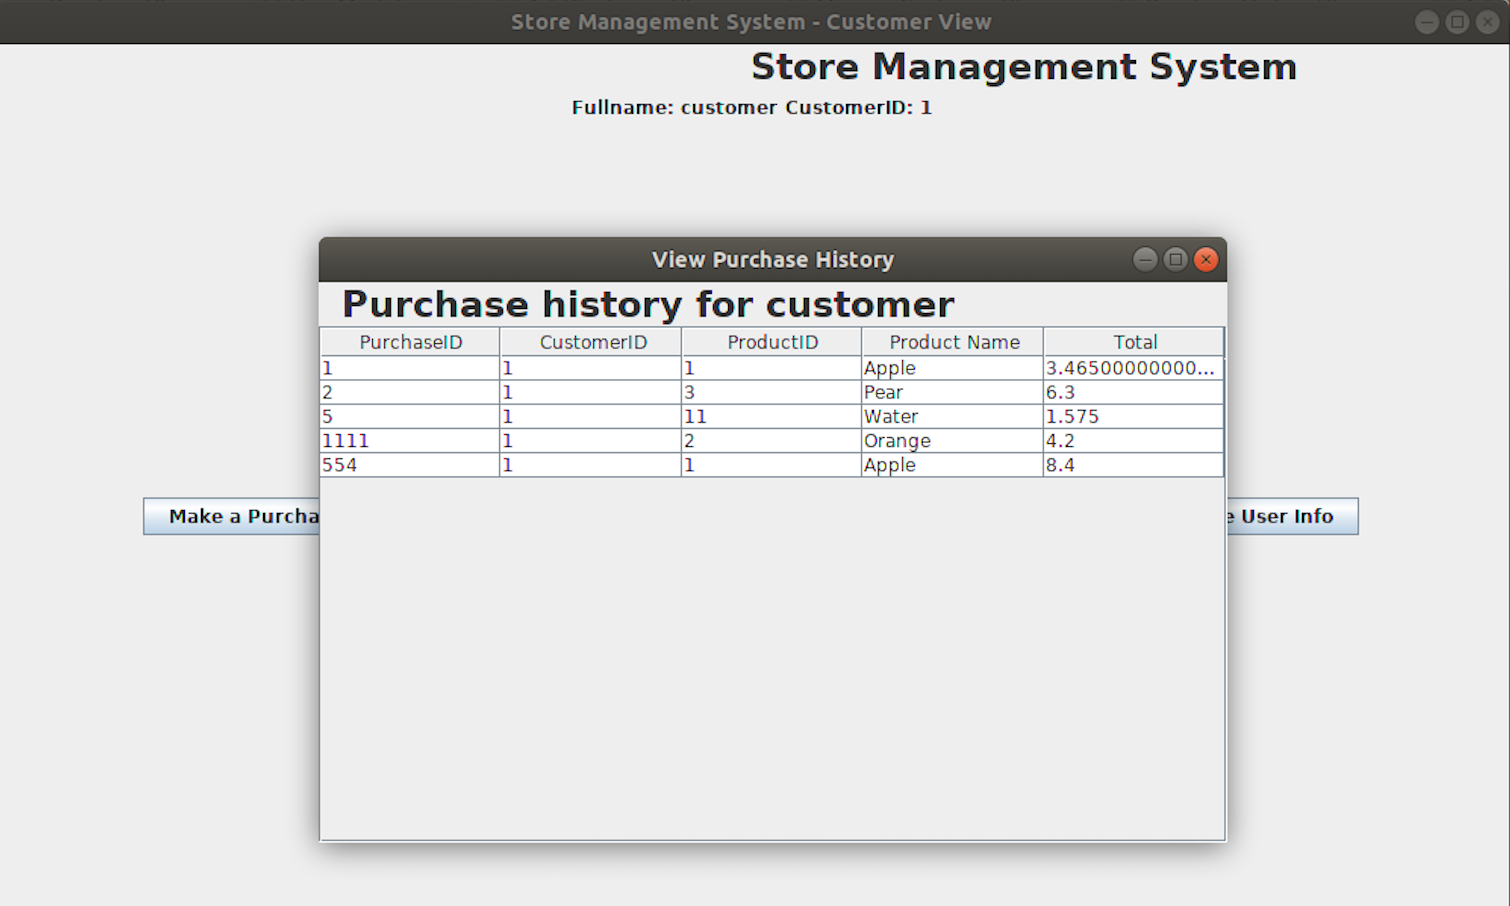 Store Management System - Customer View
Store Management System
Fullname: customer CustomerID: 1
View Purchase History
Purchase history for customer
PurchaseID CustomerID ProductID Product Name Total
1 1 1 Apple 3.46500000000...
2 1 3 Pear 6.3
5 1 11 Water 1.575
1111 1 2 Orange 4.2
554 1 1 Apple 8.4
Make a Purcha e User Info